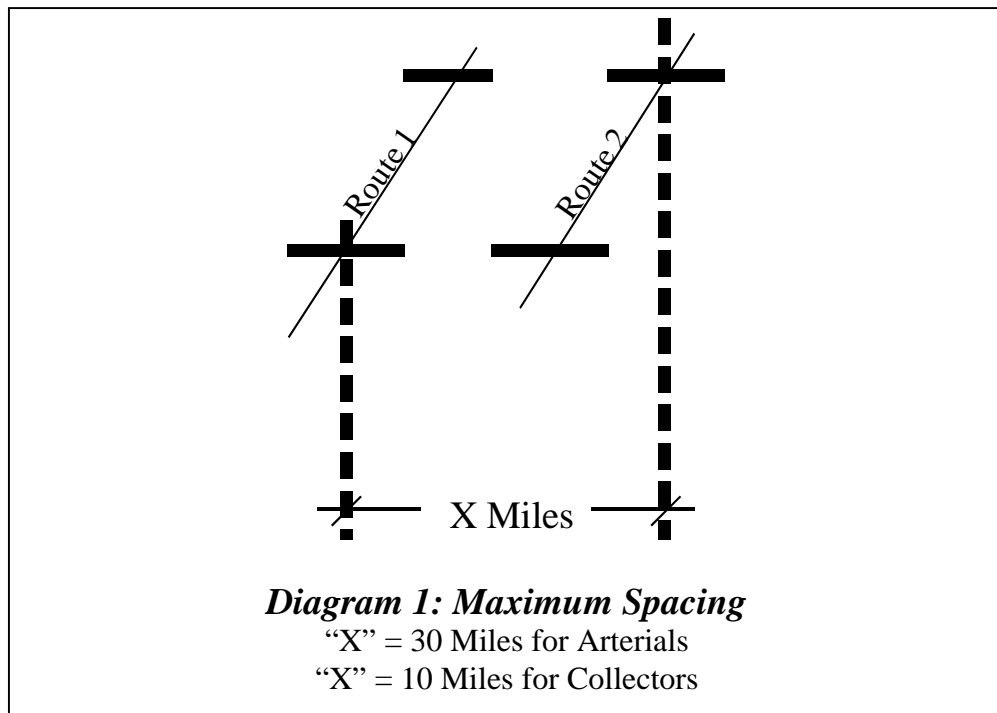 Route 1
Route 2
X Miles
Diagram 1: Maximum Spacing
“X” = 30 Miles for Arterials
“X” = 10 Miles for Collectors